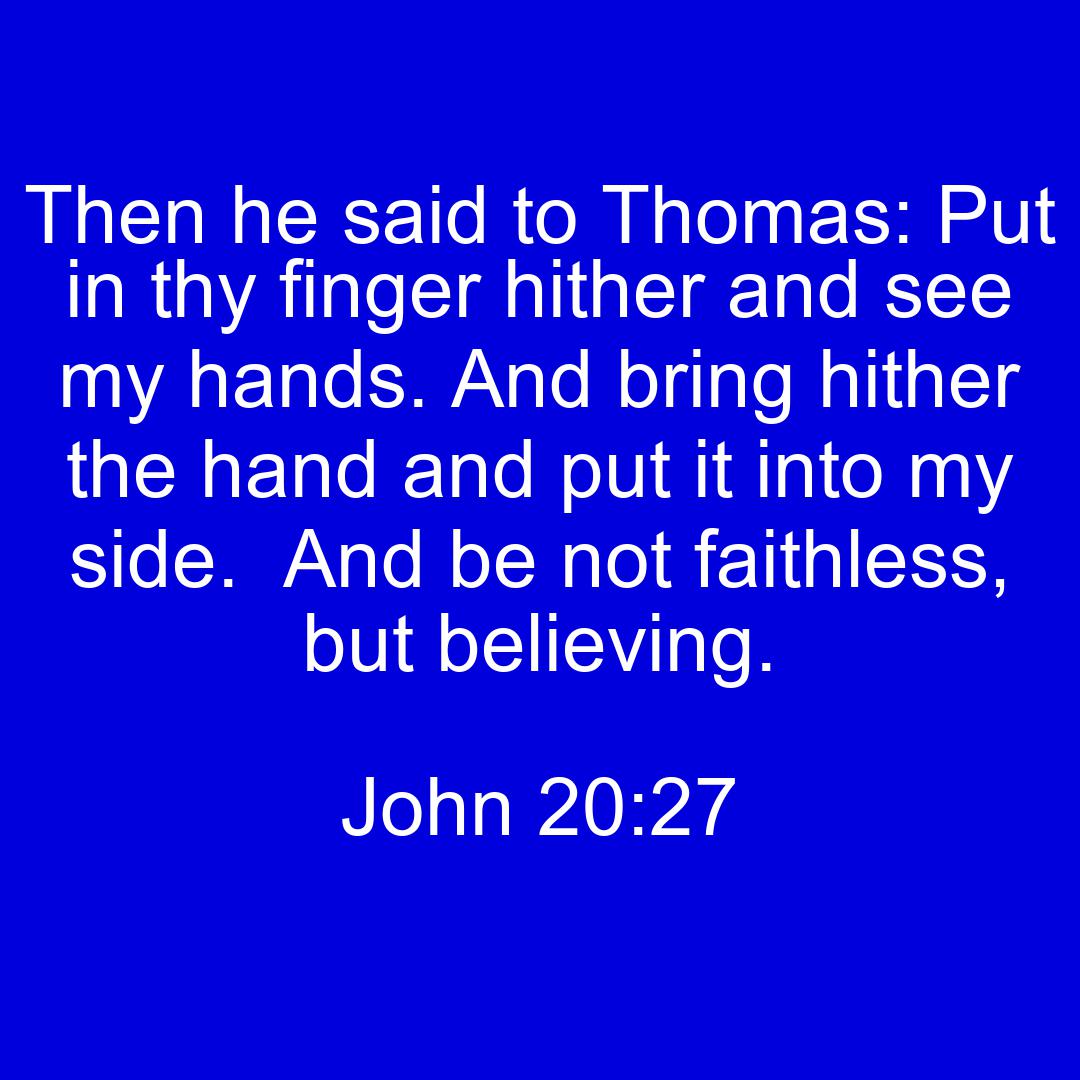 Then he said to Thomas: Put
in thy finger hither and see
my hands. And bring hither
the hand and put it into my
side.  And be not faithless,
but believing.
John 20:27